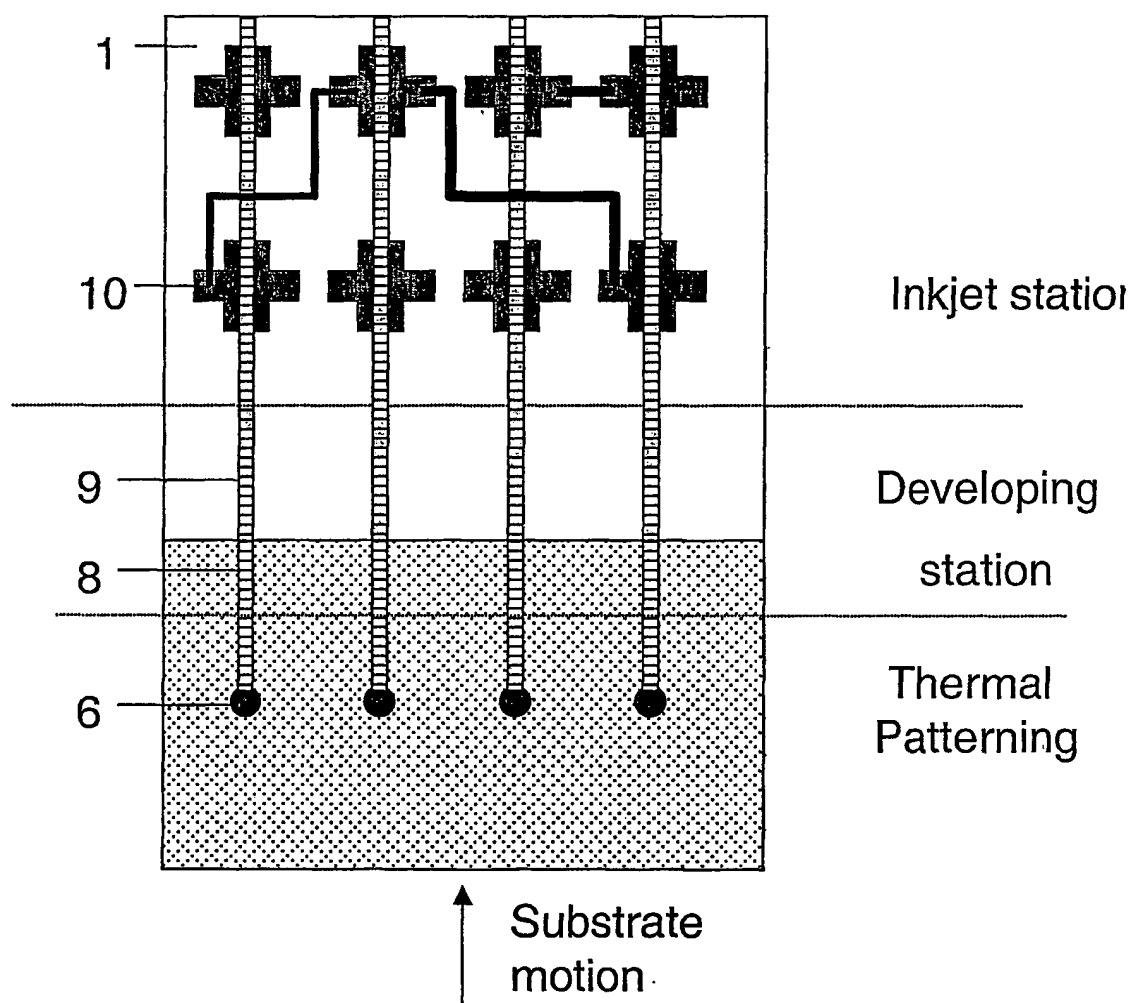 1
10
Inkjet station
9
Developing
station
8
6
Thermal
Patterning
Substrate
motion